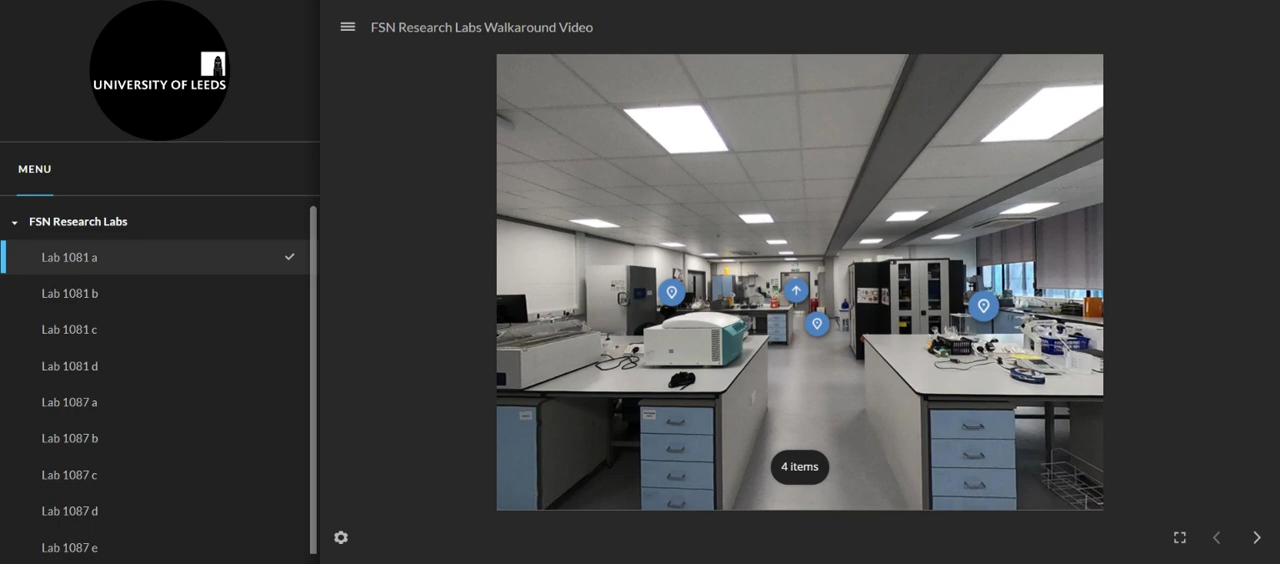 UNIVERSITY OF LEEDS
MENU
FSN Research Labs
Lab 1081 a
Lab 1081 b
Lab 1081 c
Lab 1081 d
Lab 1087 a
Lab 1087 b
Lab 1087 c
Lab 1087 d
Lab 1087 e
FSN Research Labs Walkaround Video
4 items